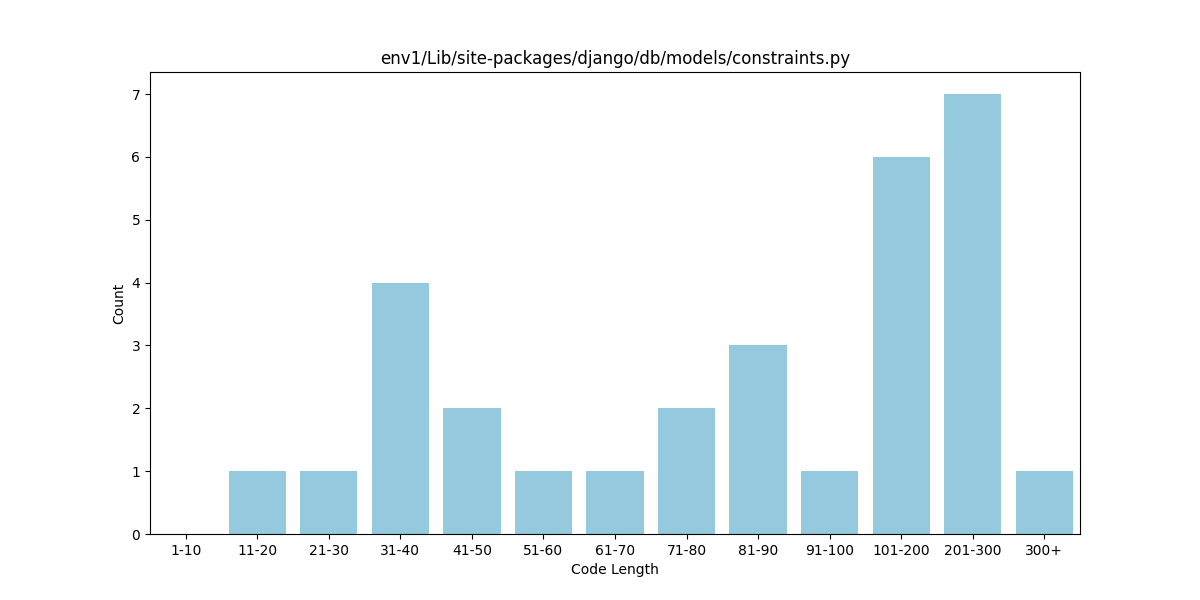 env1/Lib/site-packages/django/db/models/constraints.py
7
6
5
4
3
2
1
0
Count
1-10 11-20 21-30 31-40 41-50 51-60 61-70 71-80 81-90 91-100 101-200 201-300 300+
Code Length